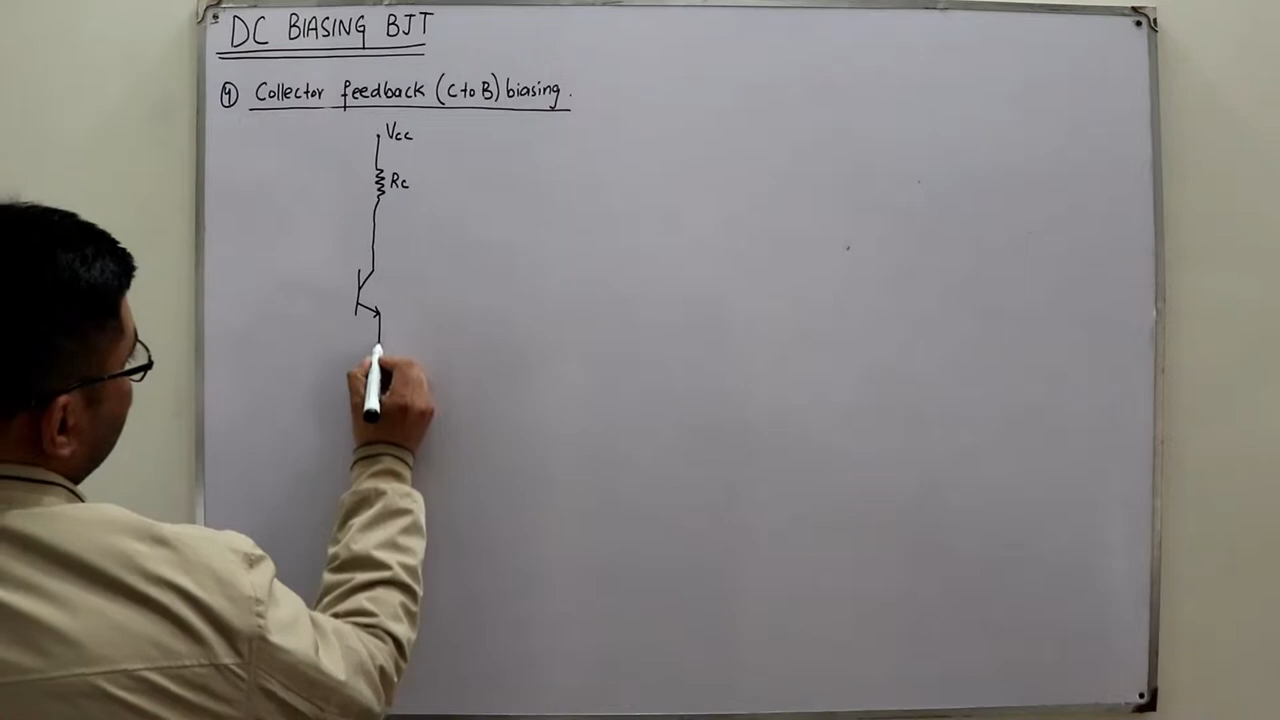 DC BIASING BJT
④ Collector feedback (C to B) biasing.
Vcc
Rc